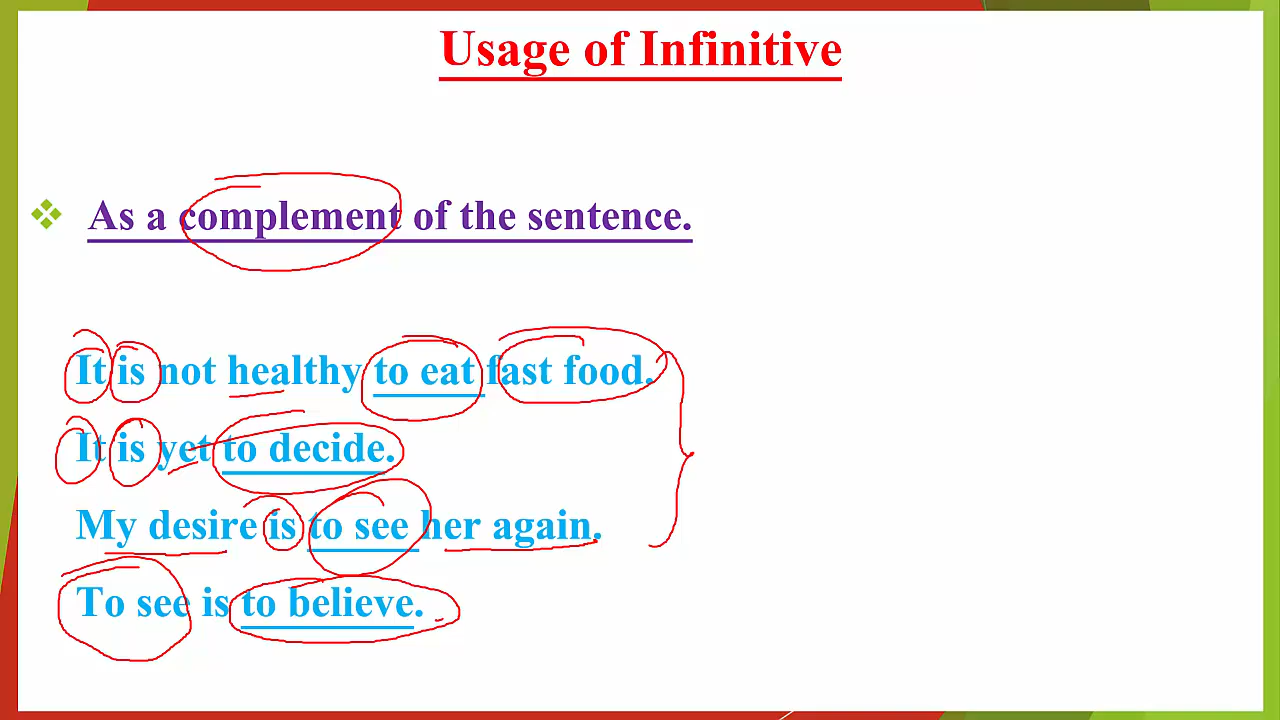 Usage of Infinitive
As a complement of the sentence.
It is not healthy to eat fast food.
It is yet to decide.
My desire is to see her again.
To see is to believe.